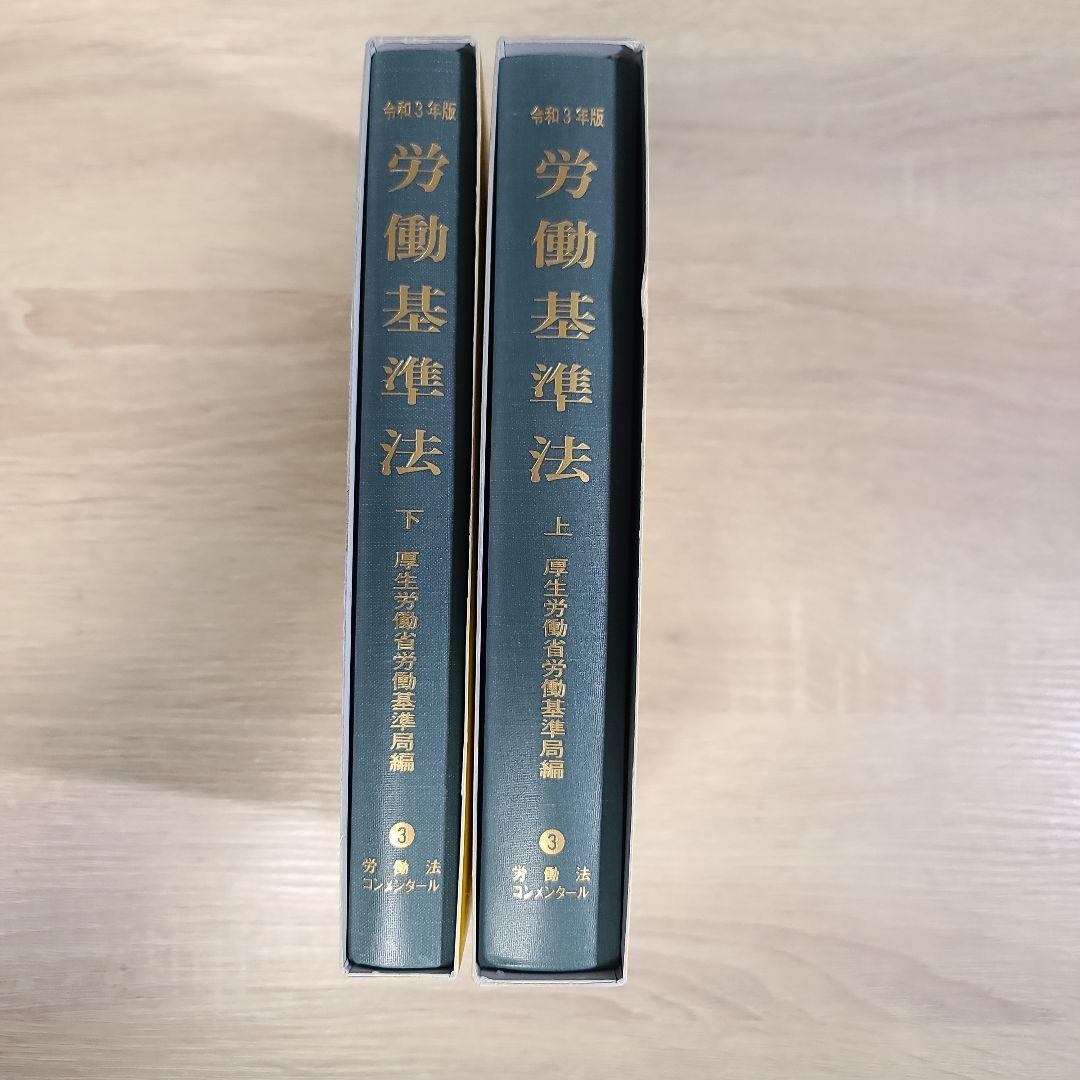 令和3年版
労働基準法
上
厚生労働省労働基準局編
3
労働法
コンメンタール
令和3年版
労働基準法
下
厚生労働省労働基準局編
3
労働法
コンメンタール